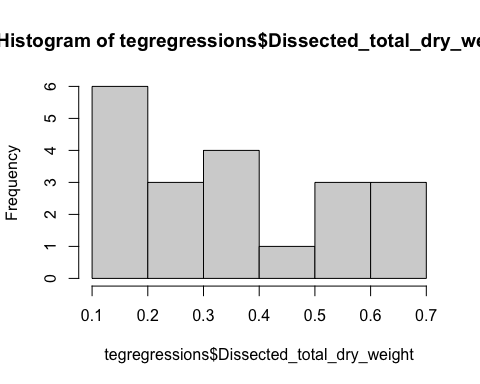 Histogram of tegregressions$Dissected_total_dry_we
Frequency
6
5
4
3
2
1
0
0.1 0.2 0.3 0.4 0.5 0.6 0.7
tegregressions$Dissected_total_dry_weight